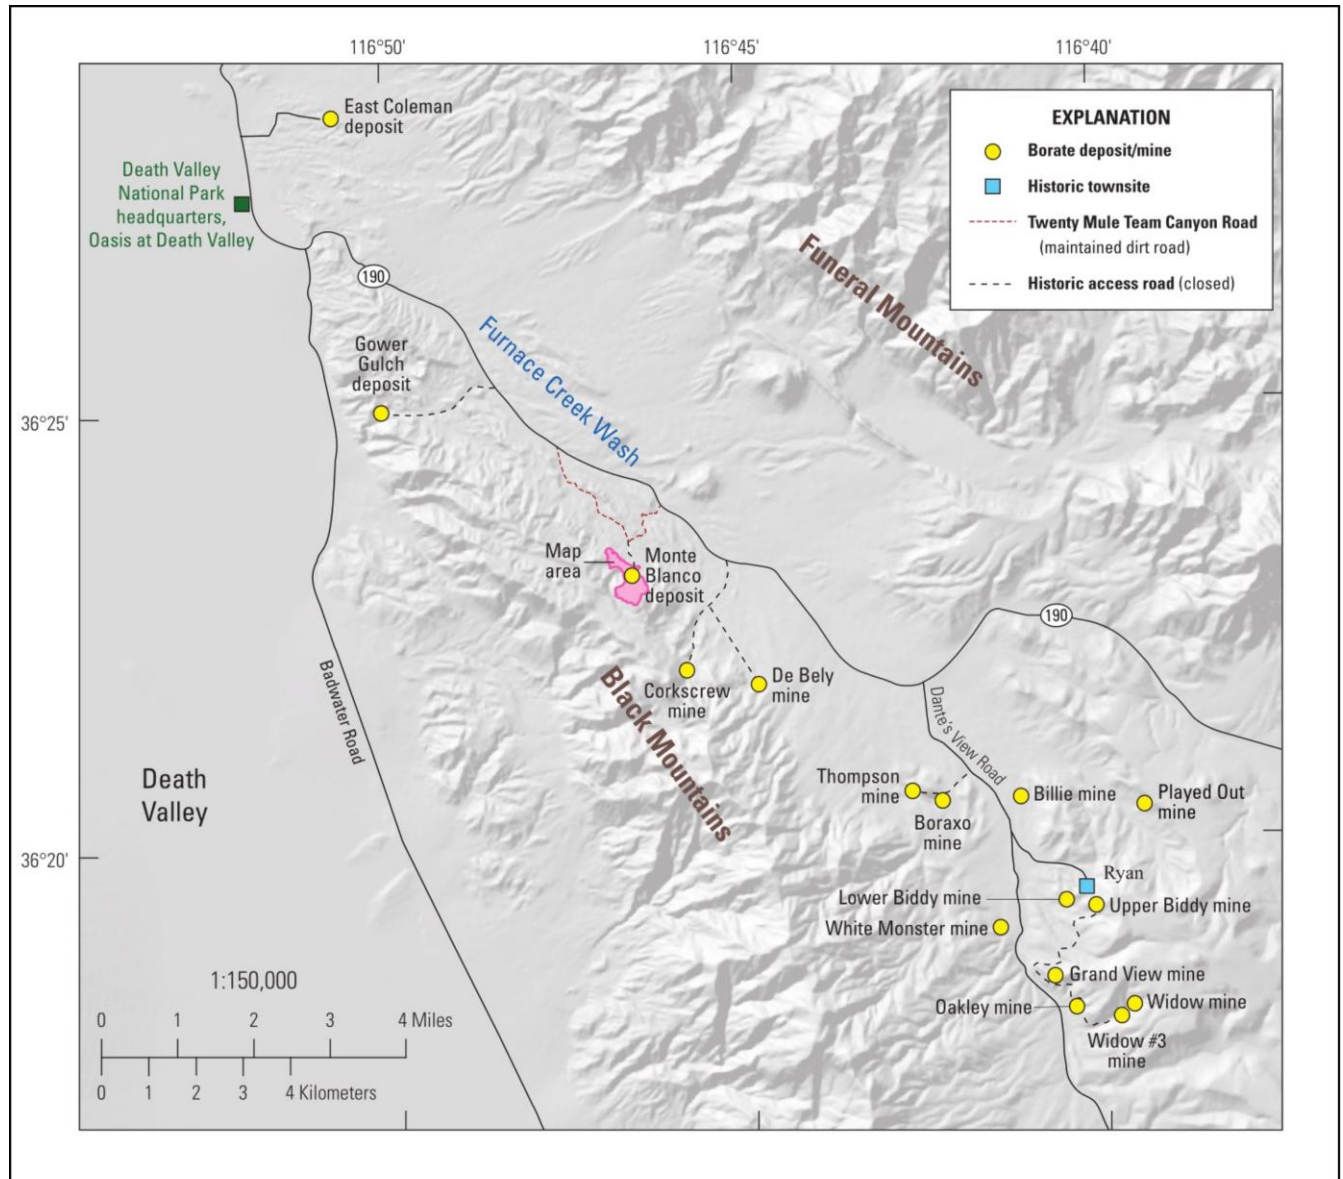 116°50'
116°45'
116°40'
East Coleman
deposit
EXPLANATION
Borate deposit/mine
Historic townsite
Twenty Mule Team Canyon Road
(maintained dirt road)
Historic access road (closed)
Death Valley
National Park
headquarters,
Oasis at Death Valley
190
Funeral Mountains
Furnace Creek Wash
Gower
Gulch
deposit
36°25'
Map
area
Monte
Blanco
deposit
190
Corkscrew
mine
De Bely
mine
Black Mountains
Badwater Road
Dante's View Road
Death
Valley
Thompson
mine
Boraxo
mine
Billie mine
Played Out
mine
36°20'
Ryan
Lower Biddy mine
Upper Biddy mine
White Monster mine
Grand View mine
Oakley mine
Widow mine
Widow #3
mine
1:150,000
0 1 2 3 4 Miles
0 1 2 3 4 Kilometers